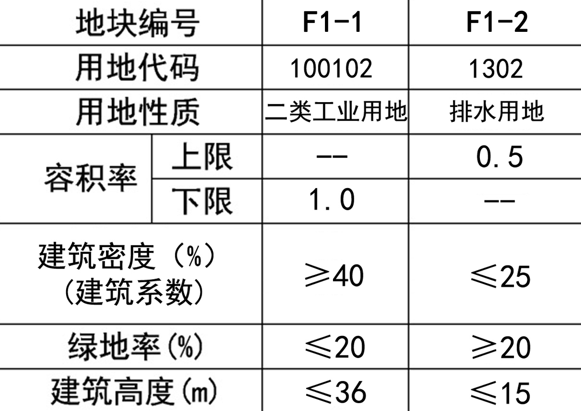 地块编号 F1-1 F1-2
用地代码 100102 1302
用地性质 二类工业用地 排水用地
容积率 上限 -- 0.5
下限 1.0 --
建筑密度(%) ≥40 ≤25
(建筑系数)
绿地率(%) ≤20 ≥20
建筑高度(m) ≤36 ≤15